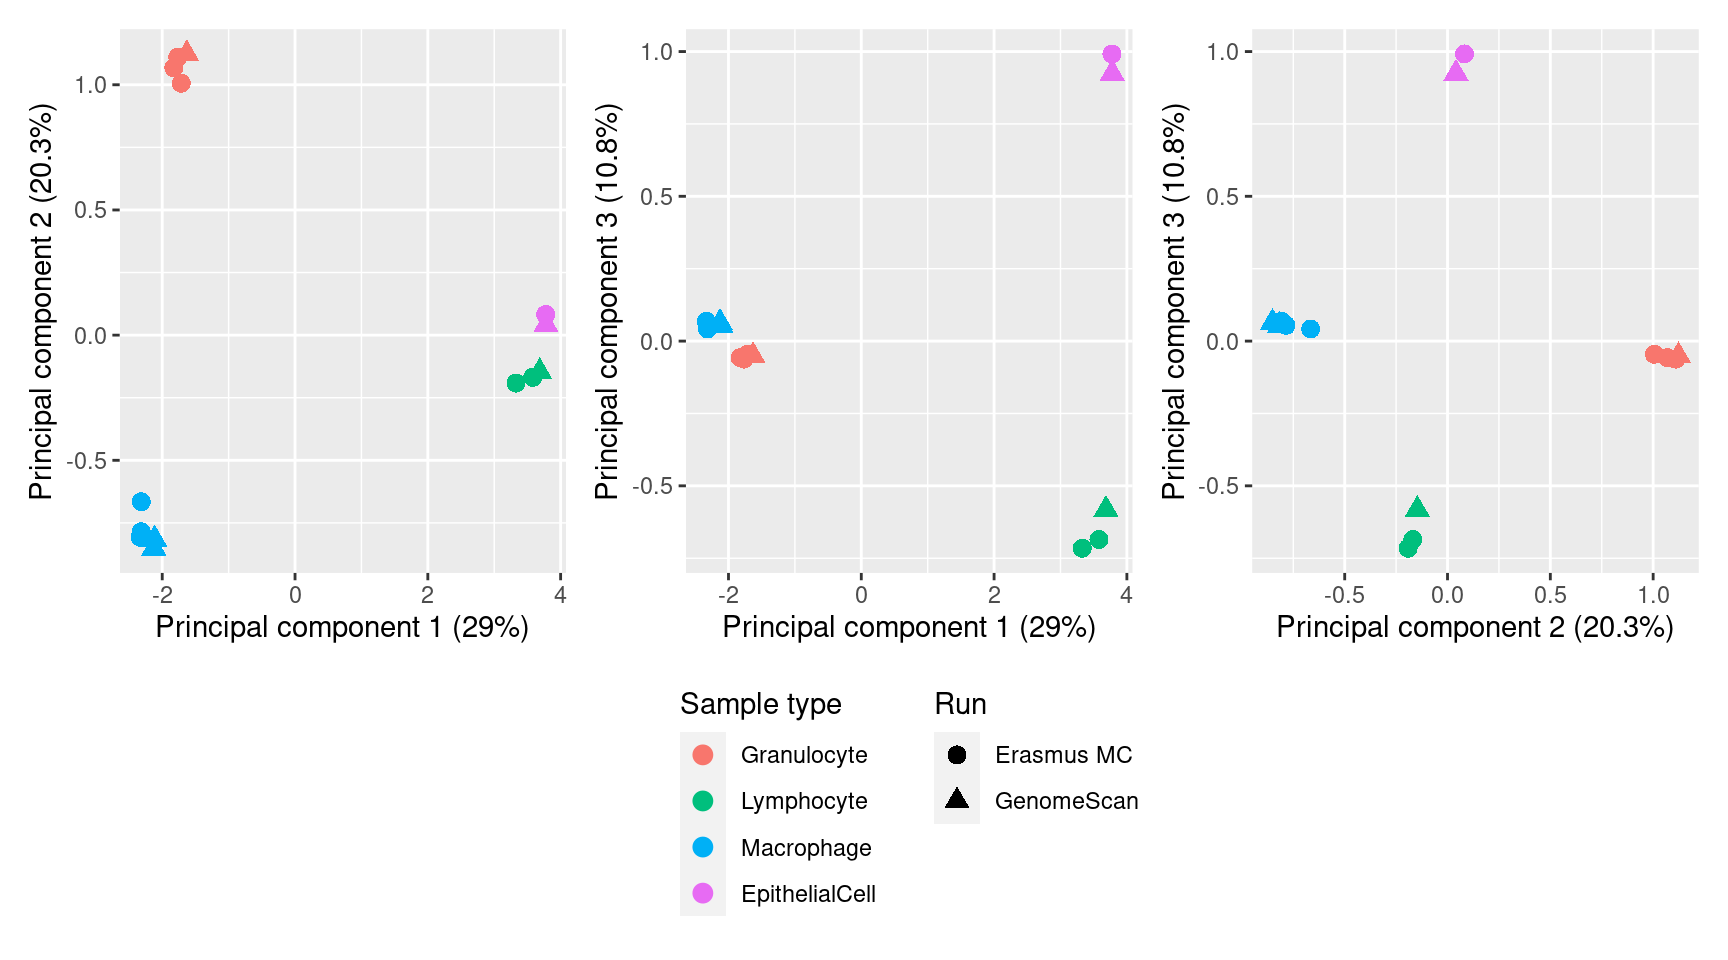 Principal component 2 (20.3%)
1.0
0.5
0.0
-0.5
-2 0 2 4
Principal component 1 (29%)
Principal component 3 (10.8%)
1.0
0.5
0.0
-0.5
-2 0 2 4
Principal component 1 (29%)
Principal component 3 (10.8%)
1.0
0.5
0.0
-0.5
-0.5 0.0 0.5 1.0
Principal component 2 (20.3%)
Sample type
Granulocyte
Lymphocyte
Macrophage
EpithelialCell
Run
Erasmus MC
GenomeScan